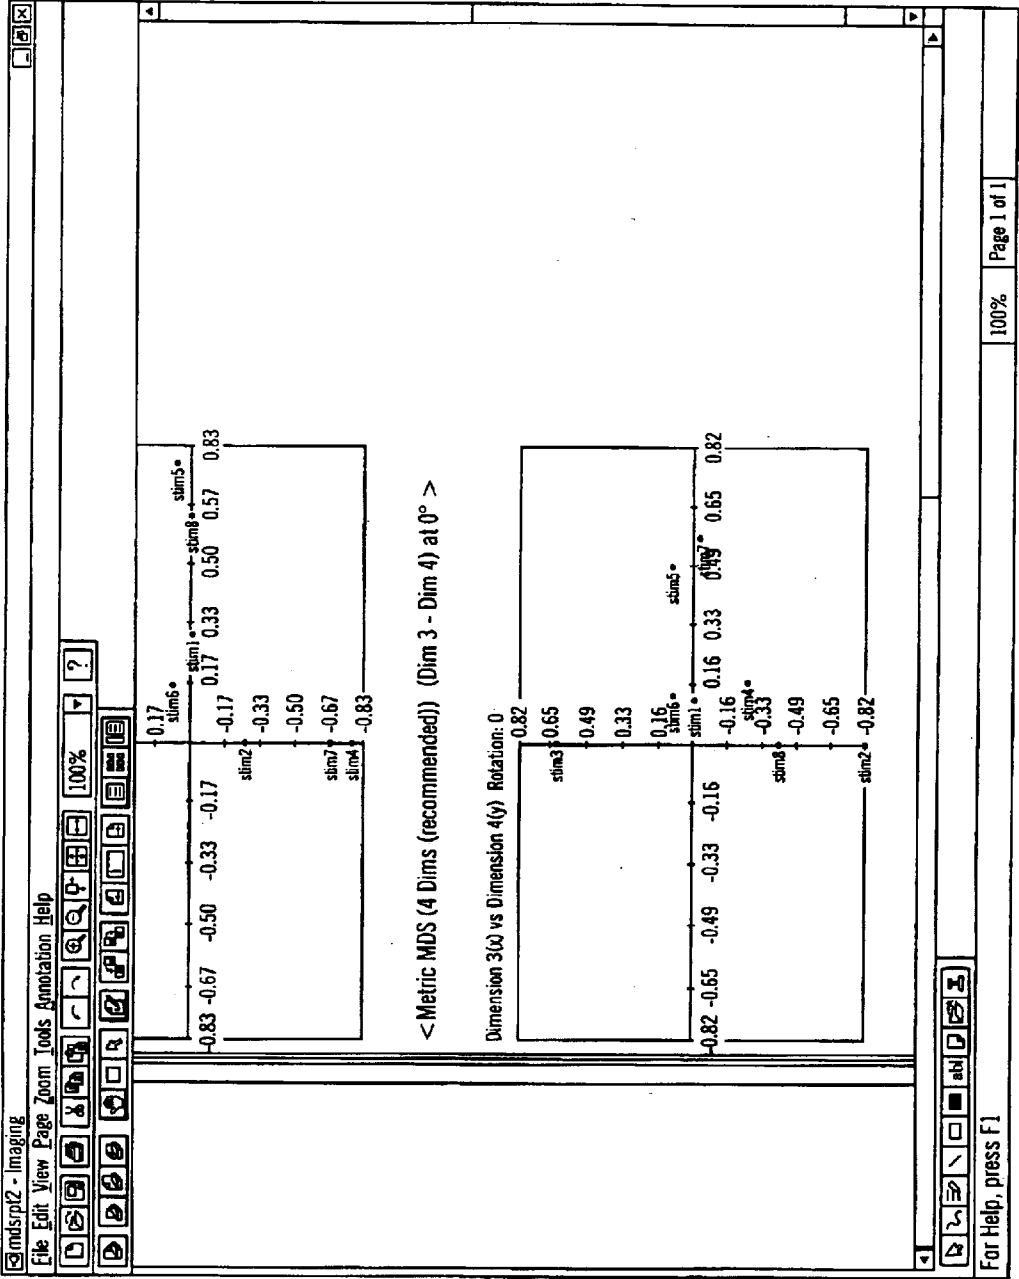 mdsrpt2 - Imaging
File Edit View Page Zoom Tools Annotation Help
100% ?
0.17
stim6
stim1 stim8 stim5
-0.83 -0.67 -0.50 -0.33 -0.17 0.17 0.33 0.50 0.57 0.83
-0.17
stim2
-0.33
-0.50
stim7 -0.67
stim4 -0.83
< Metric MDS (4 Dims (recommended)) (Dim 3 - Dim 4) at 0° >
Dimension 3(x) vs Dimension 4(y) Rotation: 0
0.82
stim3 0.65
0.49
0.33
0.16
stim6 stim5
stim1 stim7
-0.82 -0.65 -0.49 -0.33 -0.16 0.16 0.33 0.49 0.65 0.82
-0.16
stim4
-0.33
stim8 -0.49
-0.65
stim2 -0.82
abl
For Help, press F1 100% Page 1 of 1